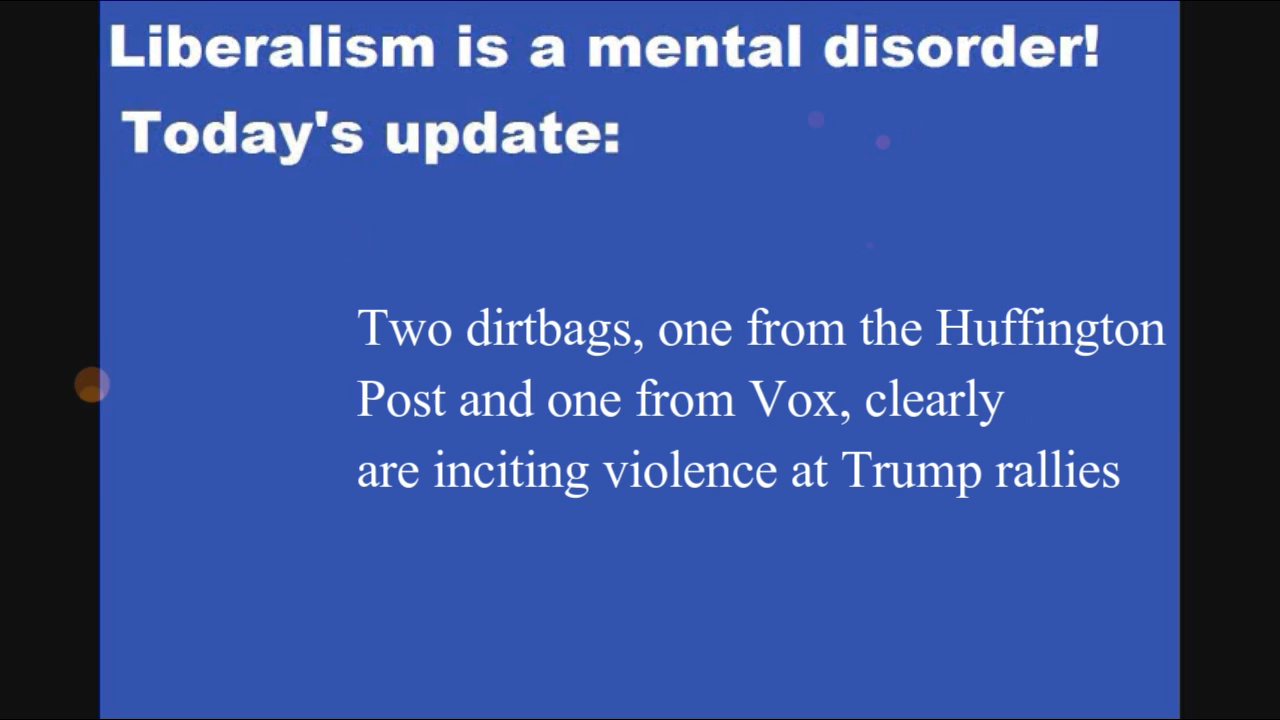 Liberalism is a mental disorder!
Today's update:
Two dirtbags, one from the Huffington
Post and one from Vox, clearly
are inciting violence at Trump rallies